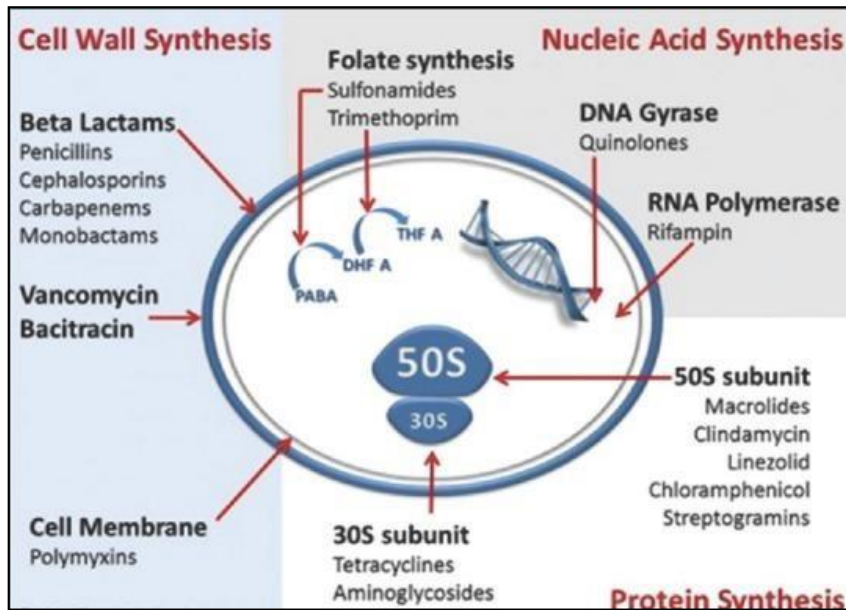 Cell Wall Synthesis
Nucleic Acid Synthesis
Folate synthesis
Sulfonamides
Trimethoprim
DNA Gyrase
Quinolones
Beta Lactams
Penicillins
Cephalosporins
Carbapenems
Monobactams
RNA Polymerase
Rifampin
THF A
DHF A
PABA
Vancomycin
Bacitracin
50S
30S
50S subunit
Macrolides
Clindamycin
Linezolid
Chloramphenicol
Streptogramins
Cell Membrane
Polymyxins
30S subunit
Tetracyclines
Aminoglycosides
Protein Synthesis